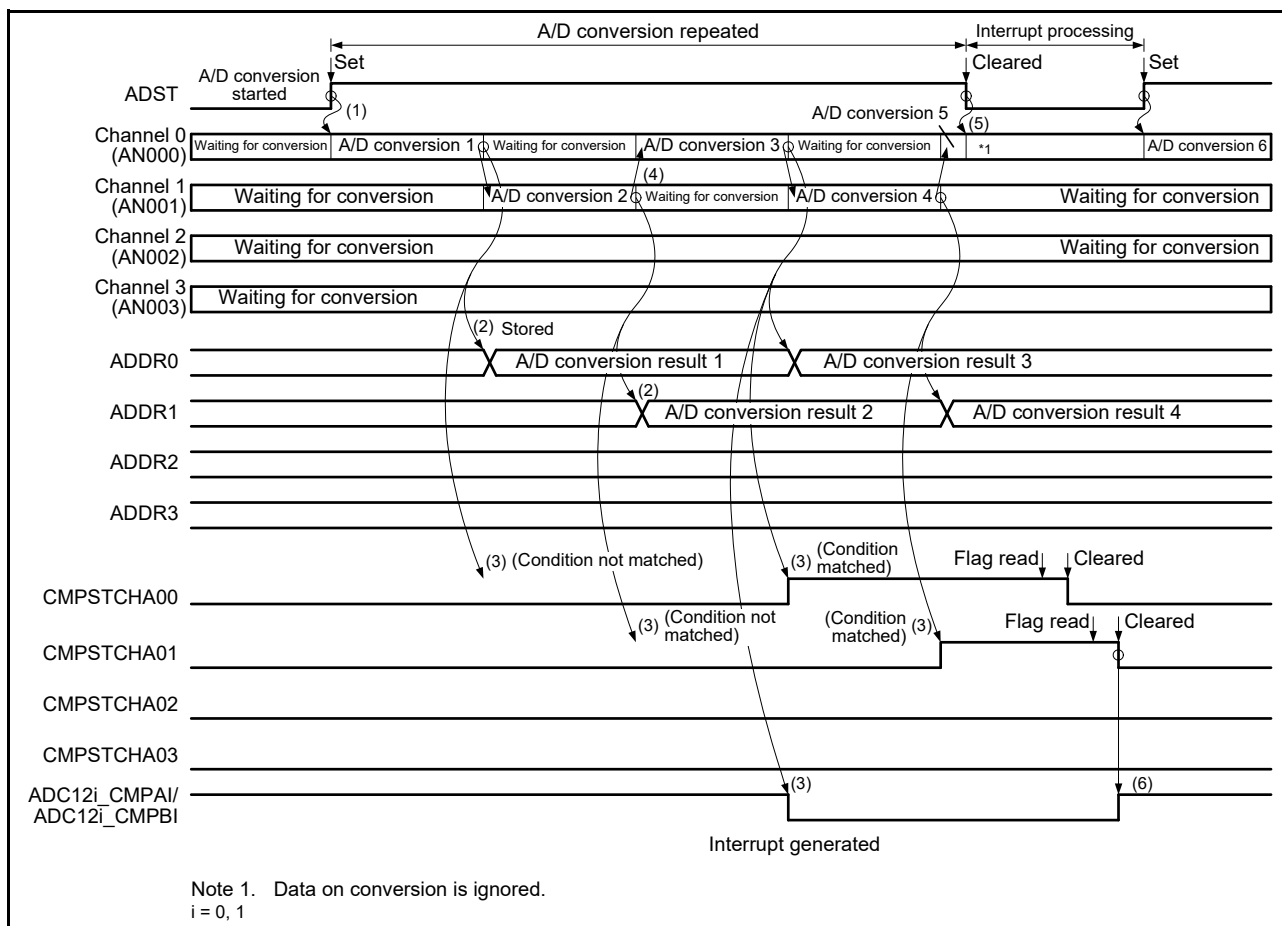 A/D conversion repeated
Interrupt processing
Set
Cleared
Set
A/D conversion
started
ADST
(1)
A/D conversion 5
(5)
Channel 0
(AN000)
Waiting for conversion
A/D conversion 1
Waiting for conversion
A/D conversion 3
Waiting for conversion
*1
A/D conversion 6
(4)
Channel 1
(AN001)
Waiting for conversion
A/D conversion 2
Waiting for conversion
A/D conversion 4
Waiting for conversion
Channel 2
(AN002)
Waiting for conversion
Waiting for conversion
Channel 3
(AN003)
Waiting for conversion
(2) Stored
ADDR0
A/D conversion result 1
A/D conversion result 3
(2)
ADDR1
A/D conversion result 2
A/D conversion result 4
ADDR2
ADDR3
(3) (Condition not matched)
(3) (Condition
matched)
Flag read
Cleared
CMPSTCHA00
(3) (Condition not
matched)
(Condition
matched) (3)
Flag read
Cleared
CMPSTCHA01
CMPSTCHA02
CMPSTCHA03
ADC12i_CMPAI/
ADC12i_CMPBI
(3)
(6)
Interrupt generated
Note 1. Data on conversion is ignored.
i = 0, 1